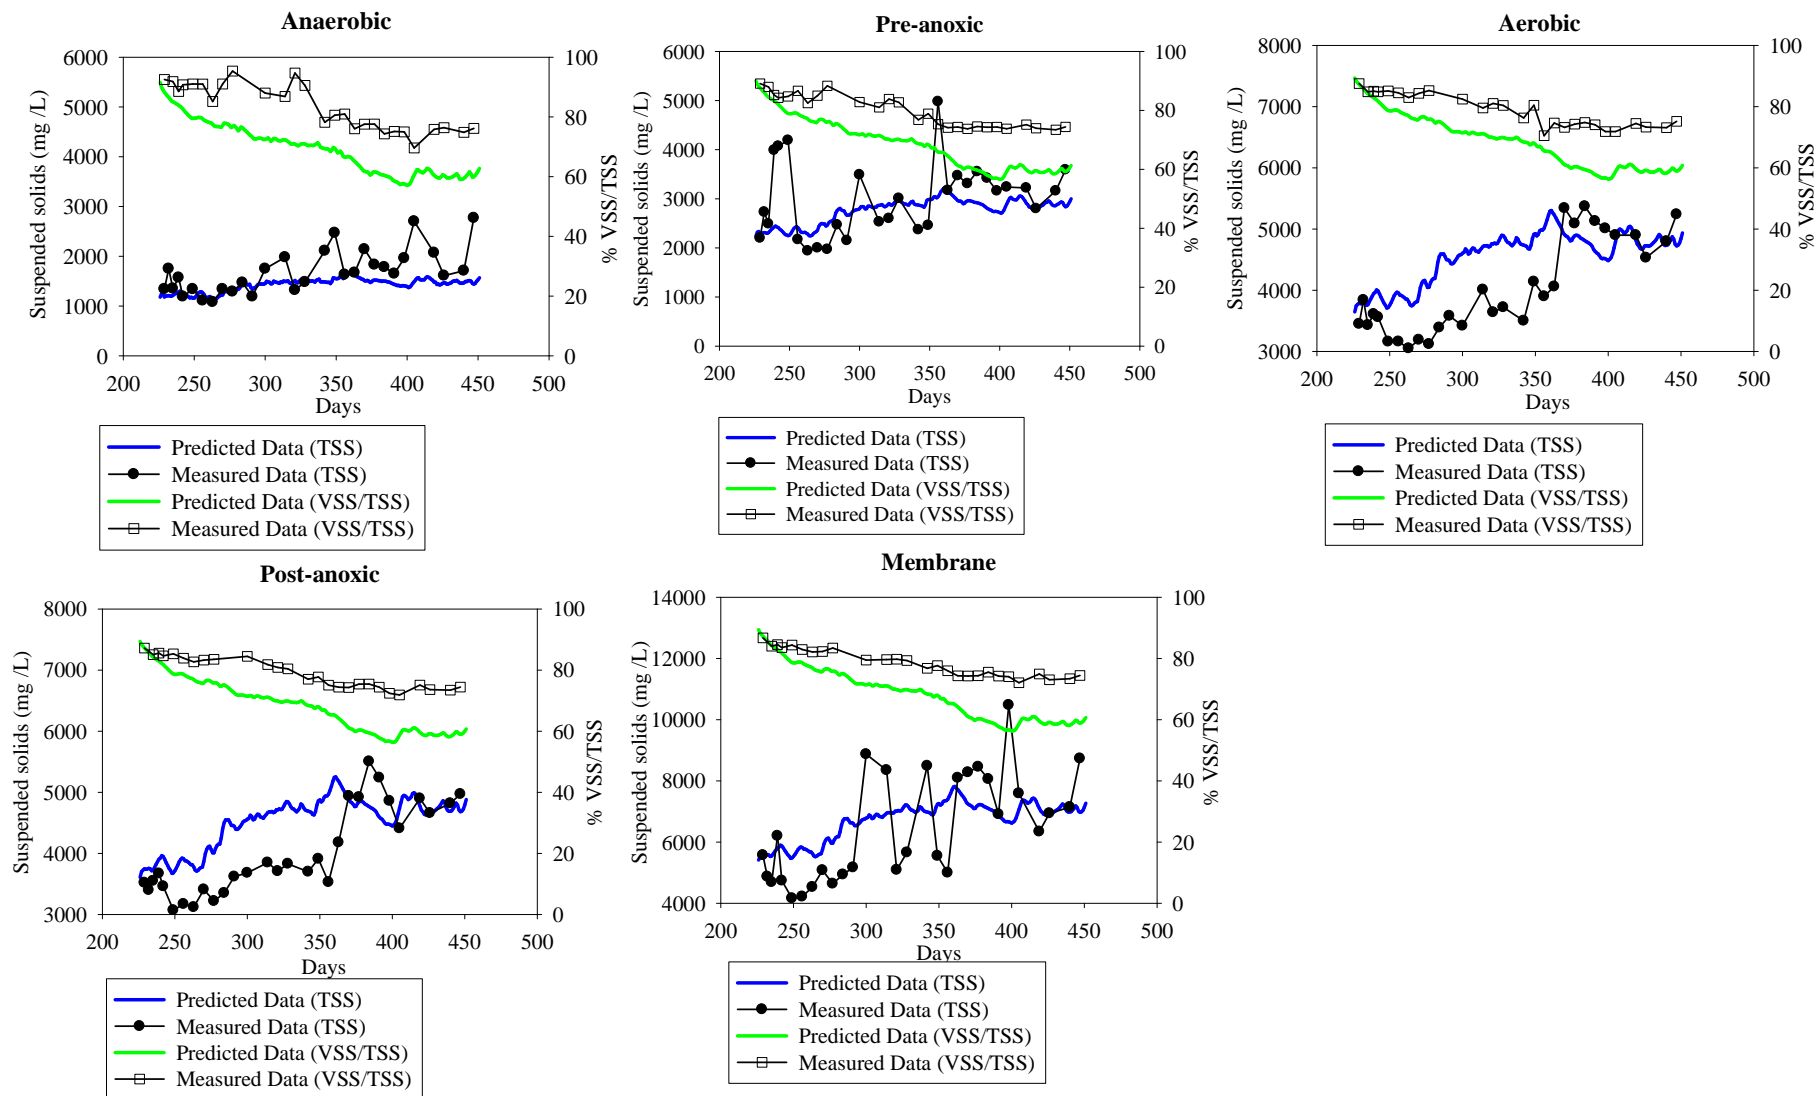 Anaerobic
6000
5000
4000
3000
2000
1000
0
100
80
60
40
20
0
200 250 300 350 400 450 500
Suspended solids (mg /L)
% VSS/TSS
Days
Predicted Data (TSS)
Measured Data (TSS)
Predicted Data (VSS/TSS)
Measured Data (VSS/TSS)
Pre-anoxic
6000
5000
4000
3000
2000
1000
0
100
80
60
40
20
0
200 250 300 350 400 450 500
Suspended solids (mg /L)
% VSS/TSS
Days
Predicted Data (TSS)
Measured Data (TSS)
Predicted Data (VSS/TSS)
Measured Data (VSS/TSS)
Aerobic
8000
7000
6000
5000
4000
3000
100
80
60
40
20
0
200 250 300 350 400 450 500
Suspended solids (mg /L)
% VSS/TSS
Days
Predicted Data (TSS)
Measured Data (TSS)
Predicted Data (VSS/TSS)
Measured Data (VSS/TSS)
Post-anoxic
8000
7000
6000
5000
4000
3000
100
80
60
40
20
0
200 250 300 350 400 450 500
Suspended solids (mg /L)
% VSS/TSS
Days
Predicted Data (TSS)
Measured Data (TSS)
Predicted Data (VSS/TSS)
Measured Data (VSS/TSS)
Membrane
14000
12000
10000
8000
6000
4000
100
80
60
40
20
0
200 250 300 350 400 450 500
Suspended solids (mg /L)
% VSS/TSS
Days
Predicted Data (TSS)
Measured Data (TSS)
Predicted Data (VSS/TSS)
Measured Data (VSS/TSS)